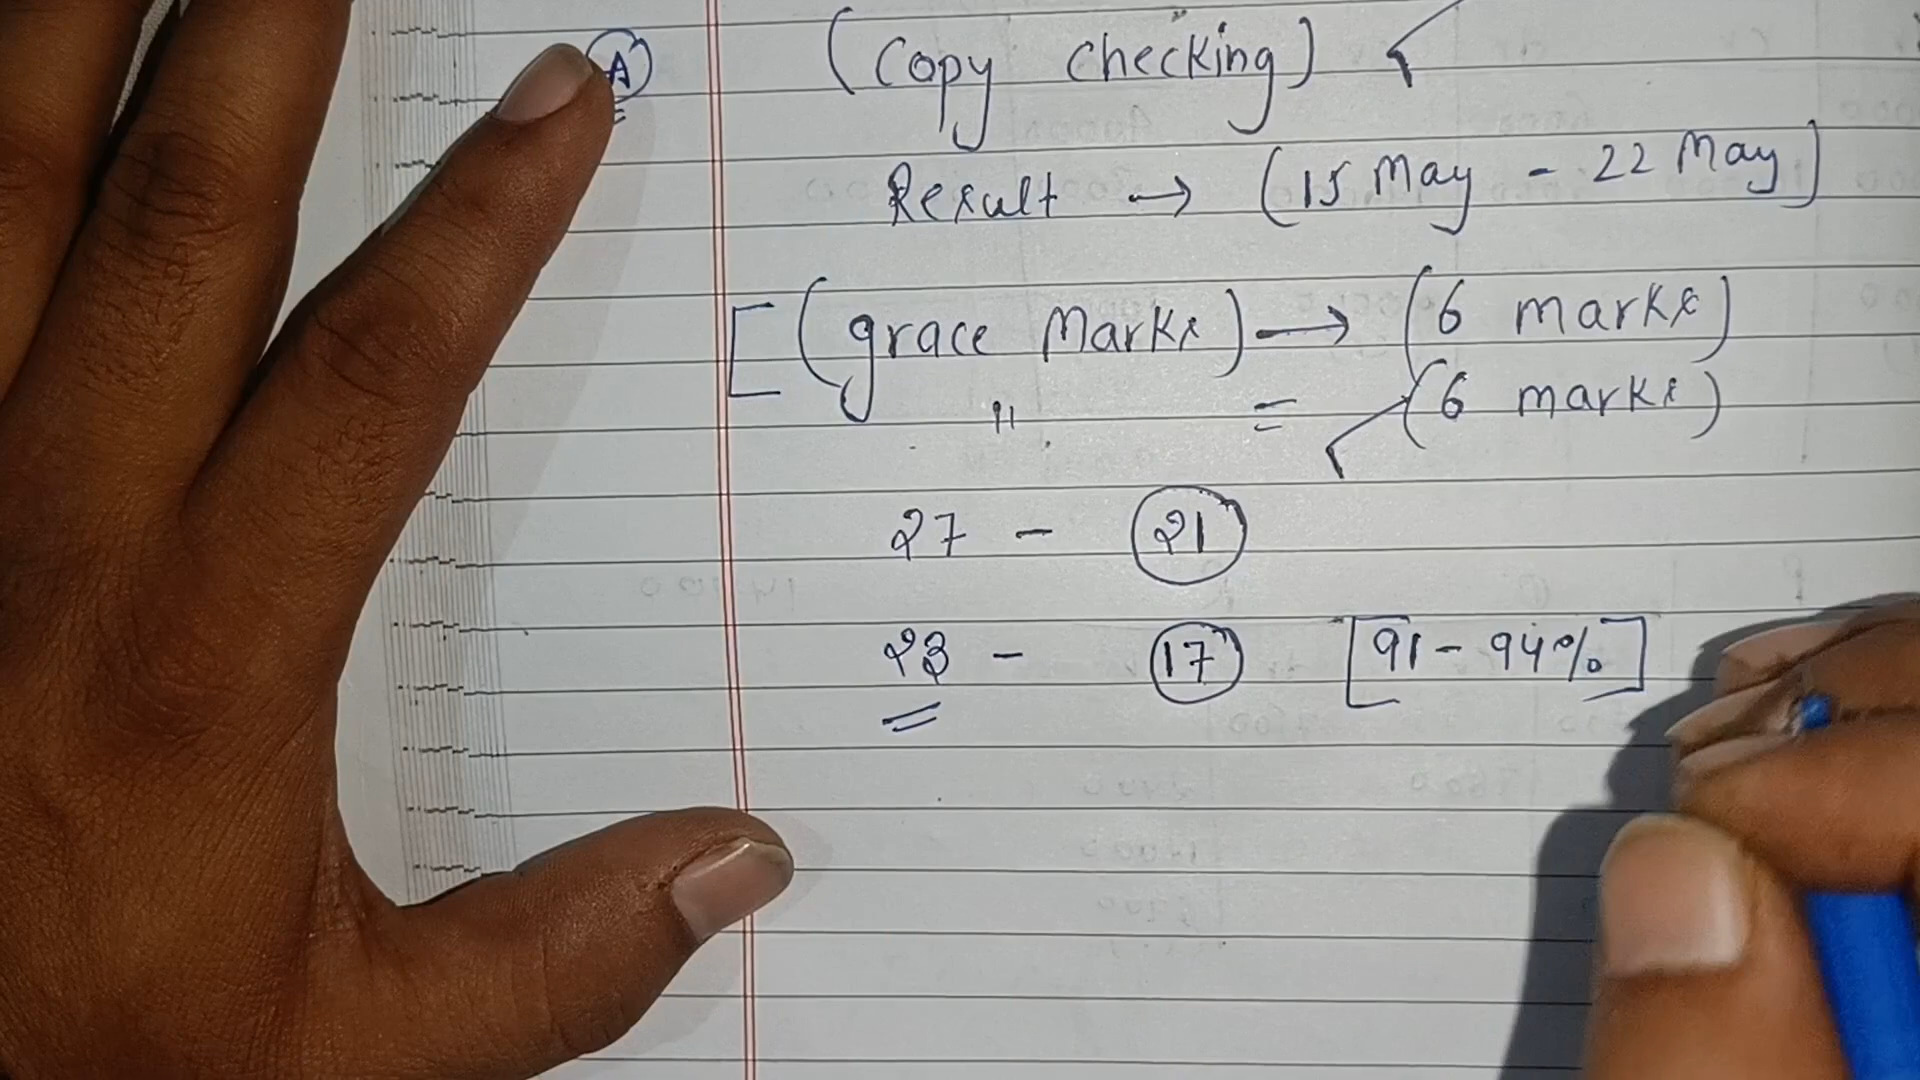 A (Copy Checking)
Result → (15 May - 22 May)
[(grace Marks) → (6 marks)
" = (6 marks)
27 - 21
23 - 17 [91 - 94%]